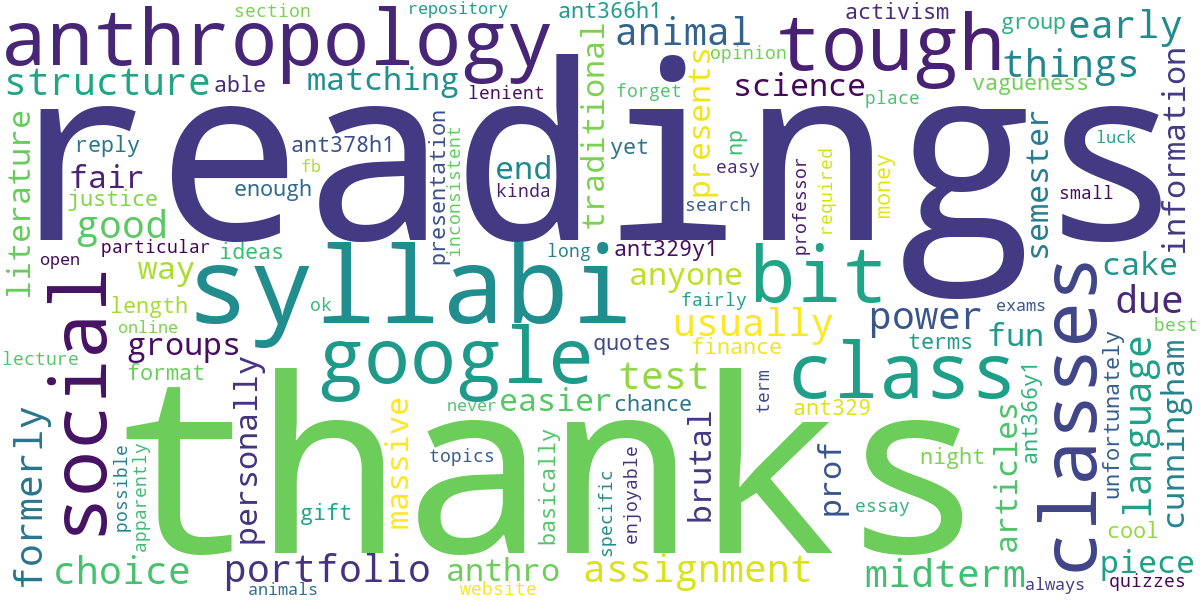 section
repository
ant366h1
activism
group
early
anthropology
animal
tough
opinion
things
structure
able
matching
lenient
traditional
presents
science
vagueness
forget
place
information
readings
literature
reply
ant378h1
fb
fair
enough
justice
good
presentation
inconsistent
end
kinda
yet
np
easy
search
professor
required
money
semester
luck
small
particular
ideas
open
way
long
ant329y1
anyone
bit
cake
social
syllabi
length
online
ok
fairly
usually
power
exams
due
classes
fun
best
groups
google
quotes
finance
class
terms
lecture
format
test
unfortunately
language
cunningham
formerly
personally
massive
never
easier
chance
term
ant329
ant366y1
articles
thanks
possible
apparently
topics
basically
specific
enjoyable
brutal
prof
night
essay
cool
gift
choice
portfolio
anthro
assignment
midterm
piece
animals
website
always
quizzes